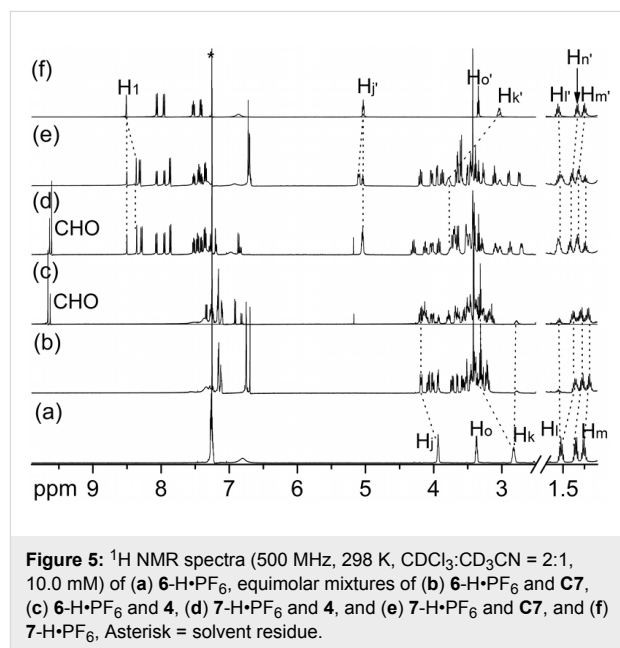 (f)
*
H1
Hj'
Ho'
Hk'
Hn'
Hl'
Hm'
(e)
(d)
CHO
(c)
CHO
(b)
(a)
Hj
Ho
Hk
Hl
Hm
ppm 9 8 7 6 5 4 3 1.5
Figure 5: ¹H NMR spectra (500 MHz, 298 K, CDCl₃:CD₃CN = 2:1,
10.0 mM) of (a) 6-H•PF₆, equimolar mixtures of (b) 6-H•PF₆ and C7,
(c) 6-H•PF₆ and 4, (d) 7-H•PF₆ and 4, and (e) 7-H•PF₆ and C7, and (f)
7-H•PF₆, Asterisk = solvent residue.